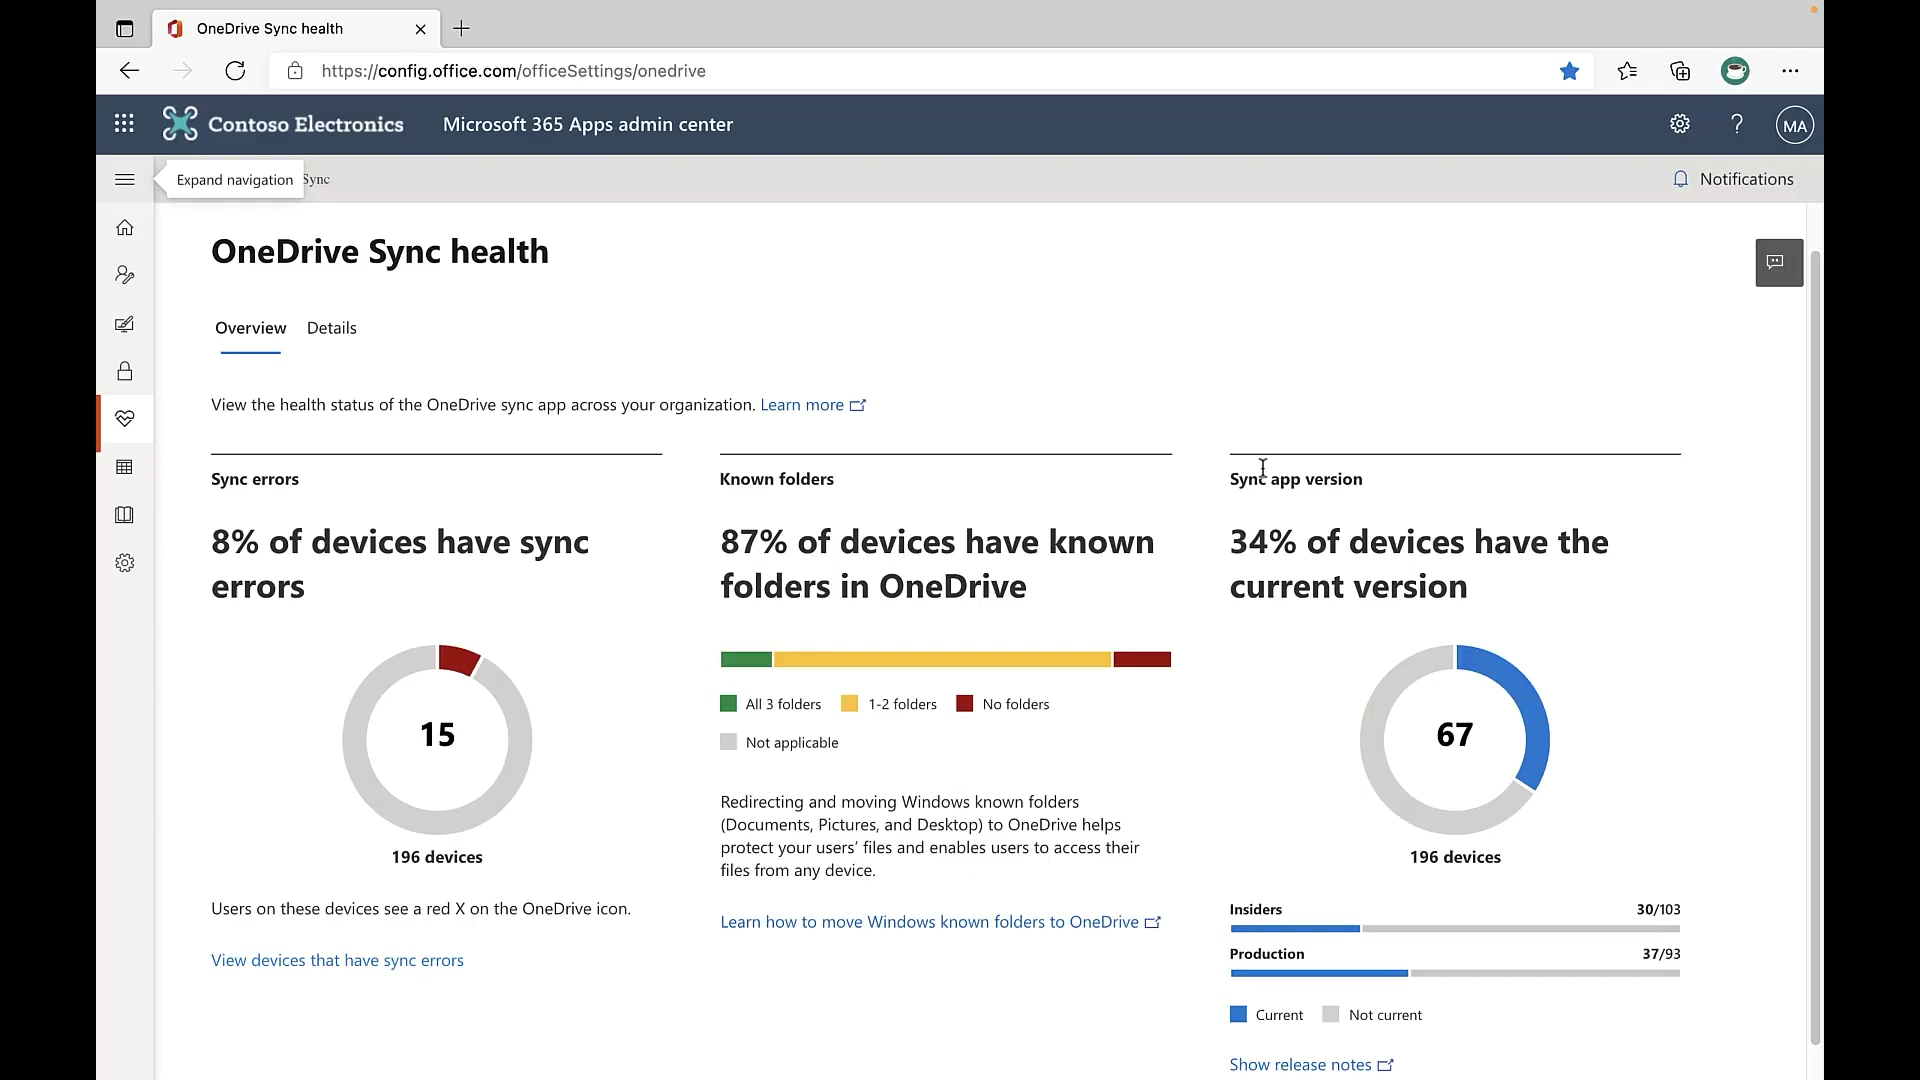 OneDrive Sync health
https://config.office.com/officeSettings/onedrive
Contoso Electronics
Microsoft 365 Apps admin center
?
MA
Expand navigation
Sync
Notifications
OneDrive Sync health
Overview
Details
View the health status of the OneDrive sync app across your organization. Learn more
Sync errors
8% of devices have sync
errors
15
196 devices
Users on these devices see a red X on the OneDrive icon.
View devices that have sync errors
Known folders
87% of devices have known
folders in OneDrive
All 3 folders
1-2 folders
No folders
Not applicable
Redirecting and moving Windows known folders
(Documents, Pictures, and Desktop) to OneDrive helps
protect your users’ files and enables users to access their
files from any device.
Learn how to move Windows known folders to OneDrive
Sync app version
34% of devices have the
current version
67
196 devices
Insiders 30/103
Production 37/93
Current
Not current
Show release notes